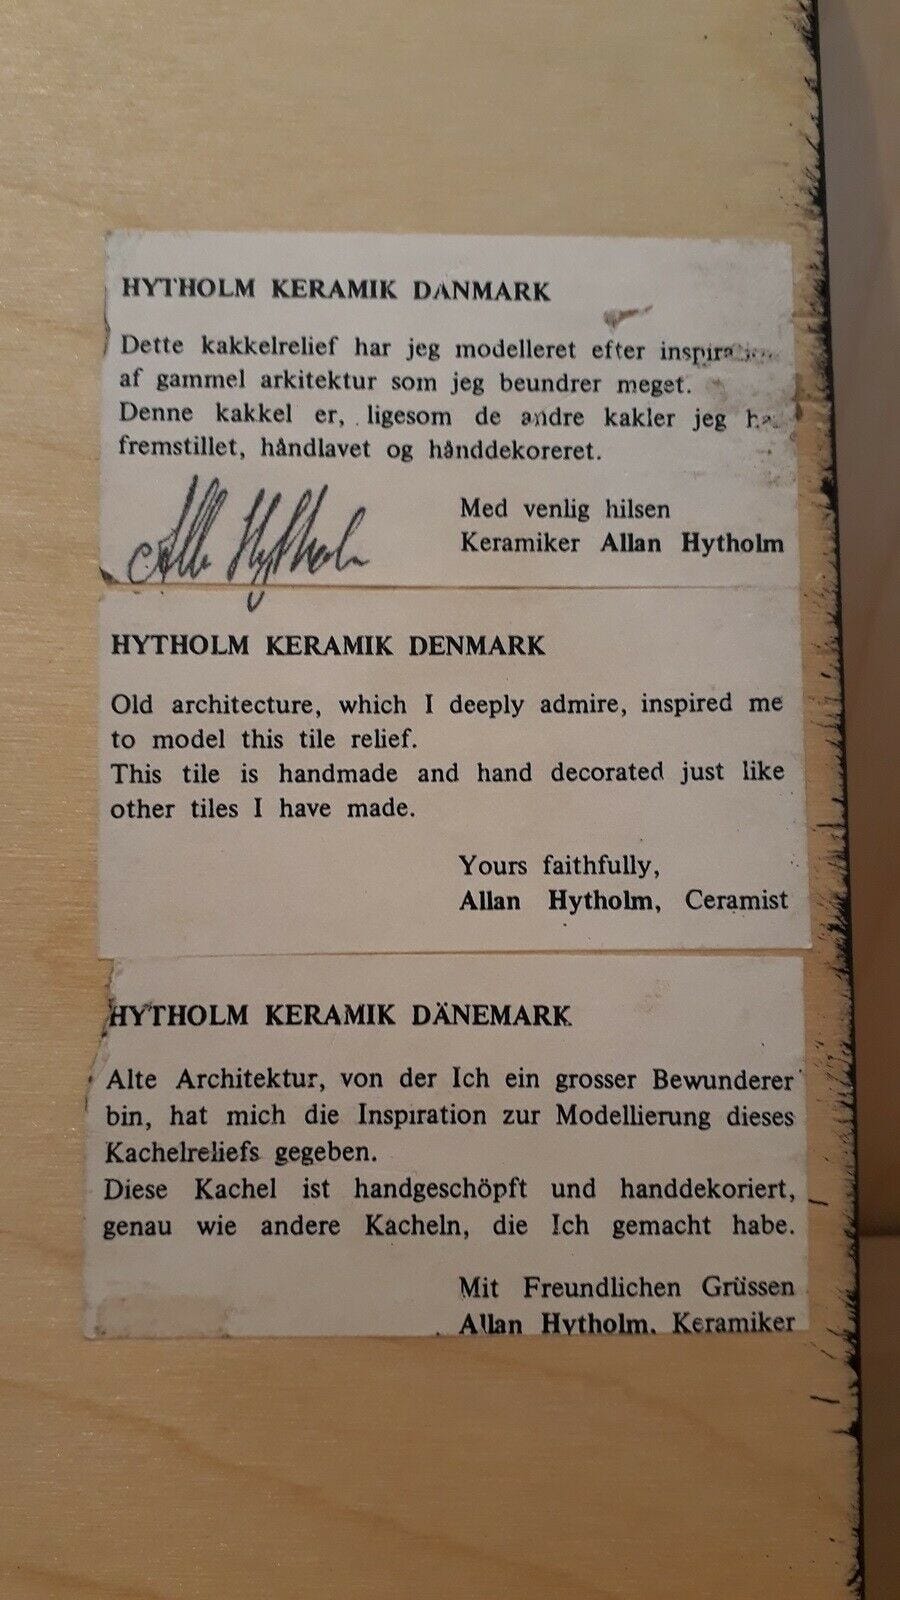 HYTHOLM KERAMIK DANMARK
Dette kakkelrelief har jeg modelleret efter
af gammel arkitektur som jeg beundrer meget.
Denne kakkel er, ligesom de andre kakler jeg
fremstillet, håndlavet og hånddekoreret.
Med venlig hilsen
Keramiker Allan Hytholm
HYTHOLM KERAMIK DENMARK
Old architecture, which I deeply admire, inspired me
to model this tile relief.
This tile is handmade and hand decorated just like
other tiles I have made.
Yours faithfully,
Allan Hytholm, Ceramist
HYTHOLM KERAMIK DÄNEMARK
Alte Architektur, von der Ich ein grosser Bewunderer
bin, hat mich die Inspiration zur Modellierung dieses
Kachelreliefs gegeben.
Diese Kachel ist handgeschöpft und handdekoriert,
genau wie andere Kacheln, die Ich gemacht habe.
Mit Freundlichen Grüssen
Allan Hytholm, Keramiker